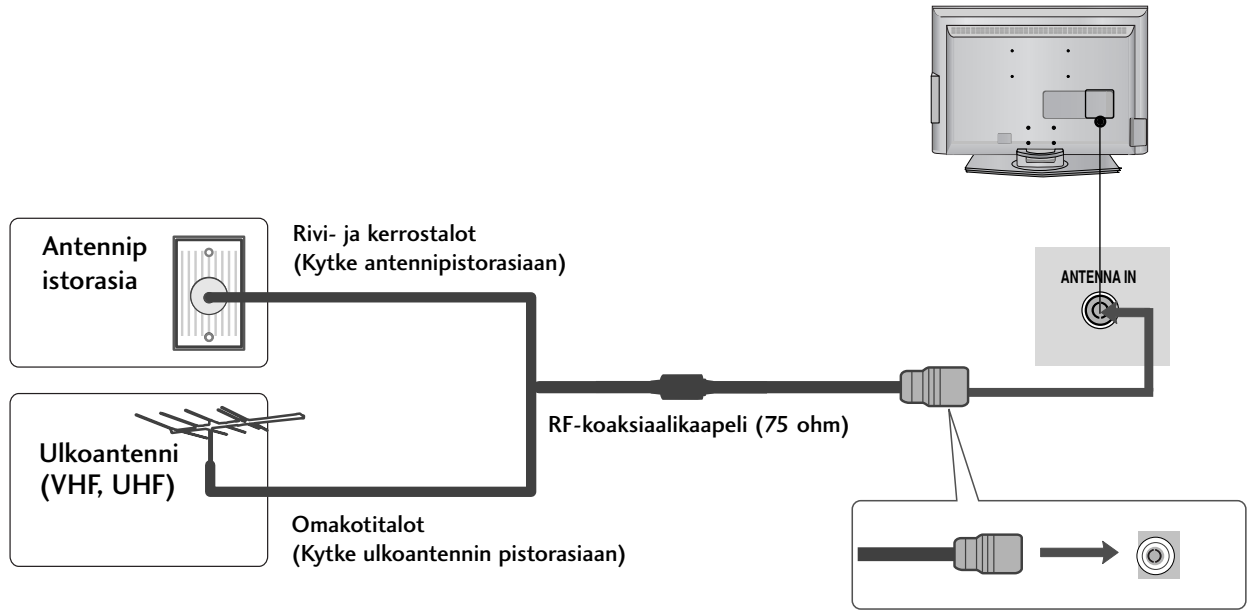 Antennip
istorasia
Rivi- ja kerrostalot
(Kytke antennipistorasiaan)
ANTENNA IN
RF-koaksiaalikaapeli (75 ohm)
Ulkoantenni
(VHF, UHF)
Omakotitalot
(Kytke ulkoantennin pistorasiaan)